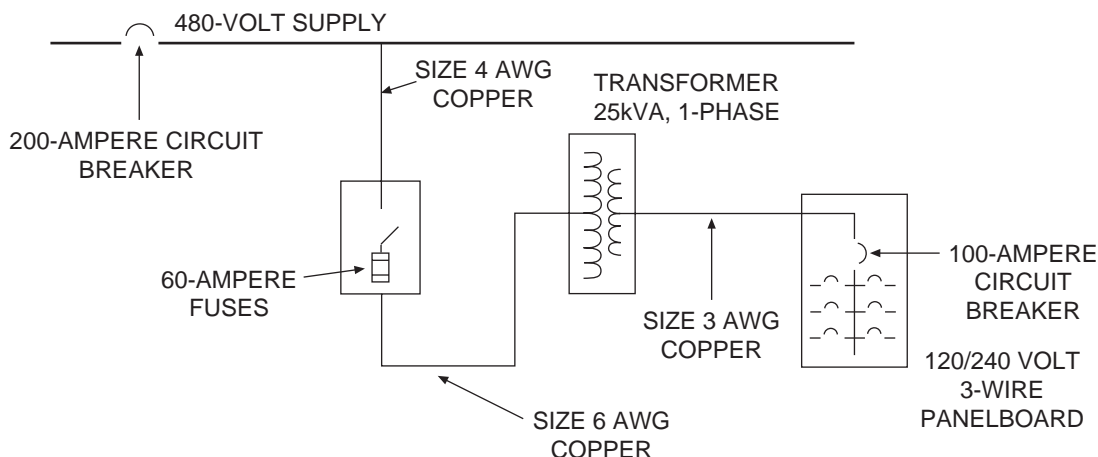 480-VOLT SUPPLY
SIZE 4 AWG
COPPER
TRANSFORMER
25kVA, 1-PHASE
200-AMPERE CIRCUIT
BREAKER
60-AMPERE
FUSES
100-AMPERE
CIRCUIT
BREAKER
SIZE 3 AWG
COPPER
120/240 VOLT
3-WIRE
PANELBOARD
SIZE 6 AWG
COPPER